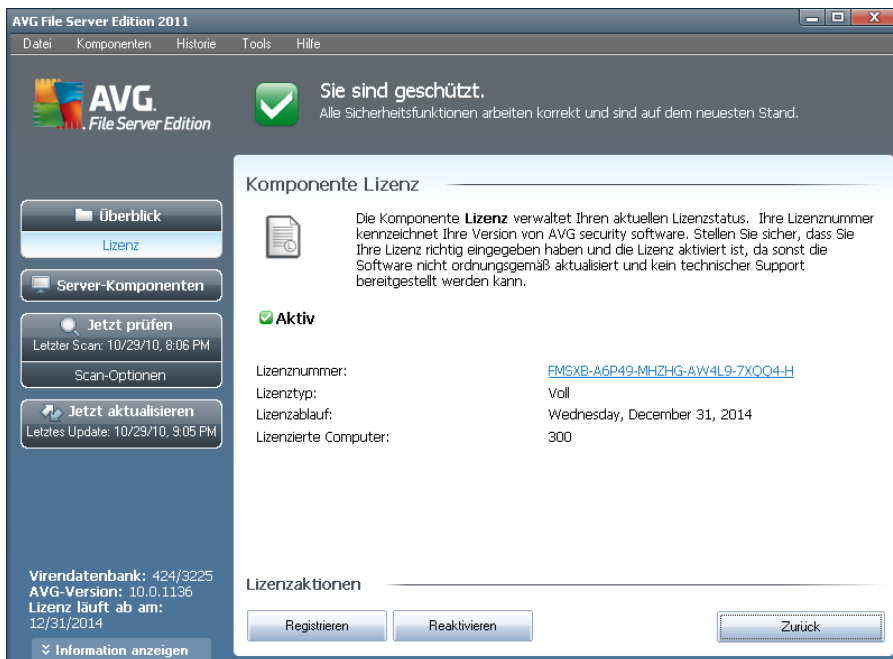 AVG File Server Edition 2011
Datei Komponenten Historie Tools Hilfe
AVG.
File Server Edition
Sie sind geschützt.
Alle Sicherheitsfunktionen arbeiten korrekt und sind auf dem neuesten Stand.
Überblick
Lizenz
Server-Komponenten
Jetzt prüfen
Letzter Scan: 10/29/10, 8:06 PM
Scan-Optionen
Jetzt aktualisieren
Letztes Update: 10/29/10, 9:05 PM
Virendatenbank: 424/3225
AVG-Version: 10.0.1136
Lizenz läuft ab am:
12/31/2014
Information anzeigen
Komponente Lizenz
Die Komponente Lizenz verwaltet Ihren aktuellen Lizenzstatus. Ihre Lizenznummer
kennzeichnet Ihre Version von AVG security software. Stellen Sie sicher, dass Sie
Ihre Lizenz richtig eingegeben haben und die Lizenz aktiviert ist, da sonst die
Software nicht ordnungsgemäß aktualisiert und kein technischer Support
bereitgestellt werden kann.
Aktiv
Lizenznummer: FMSXB-A6P49-MHZHG-AW4L9-7XQQ4-H
Lizenztyp: Voll
Lizenzablauf: Wednesday, December 31, 2014
Lizenzierte Computer: 300
Lizenzaktionen
Registrieren Reaktivieren Zurück